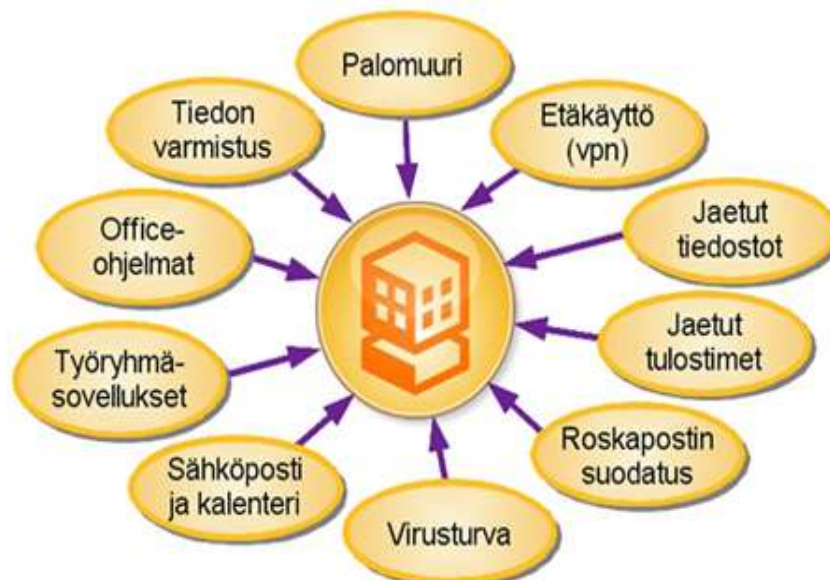 Palomuuri
Tiedon
varmistus
Etäkäyttö
(vpn)
Office-
ohjelmat
Jaetut
tiedostot
Työryhmä-
sovellukset
Jaetut
tulostimet
Sähköposti
ja kalenteri
Roskapostin
suodatus
Virusturva